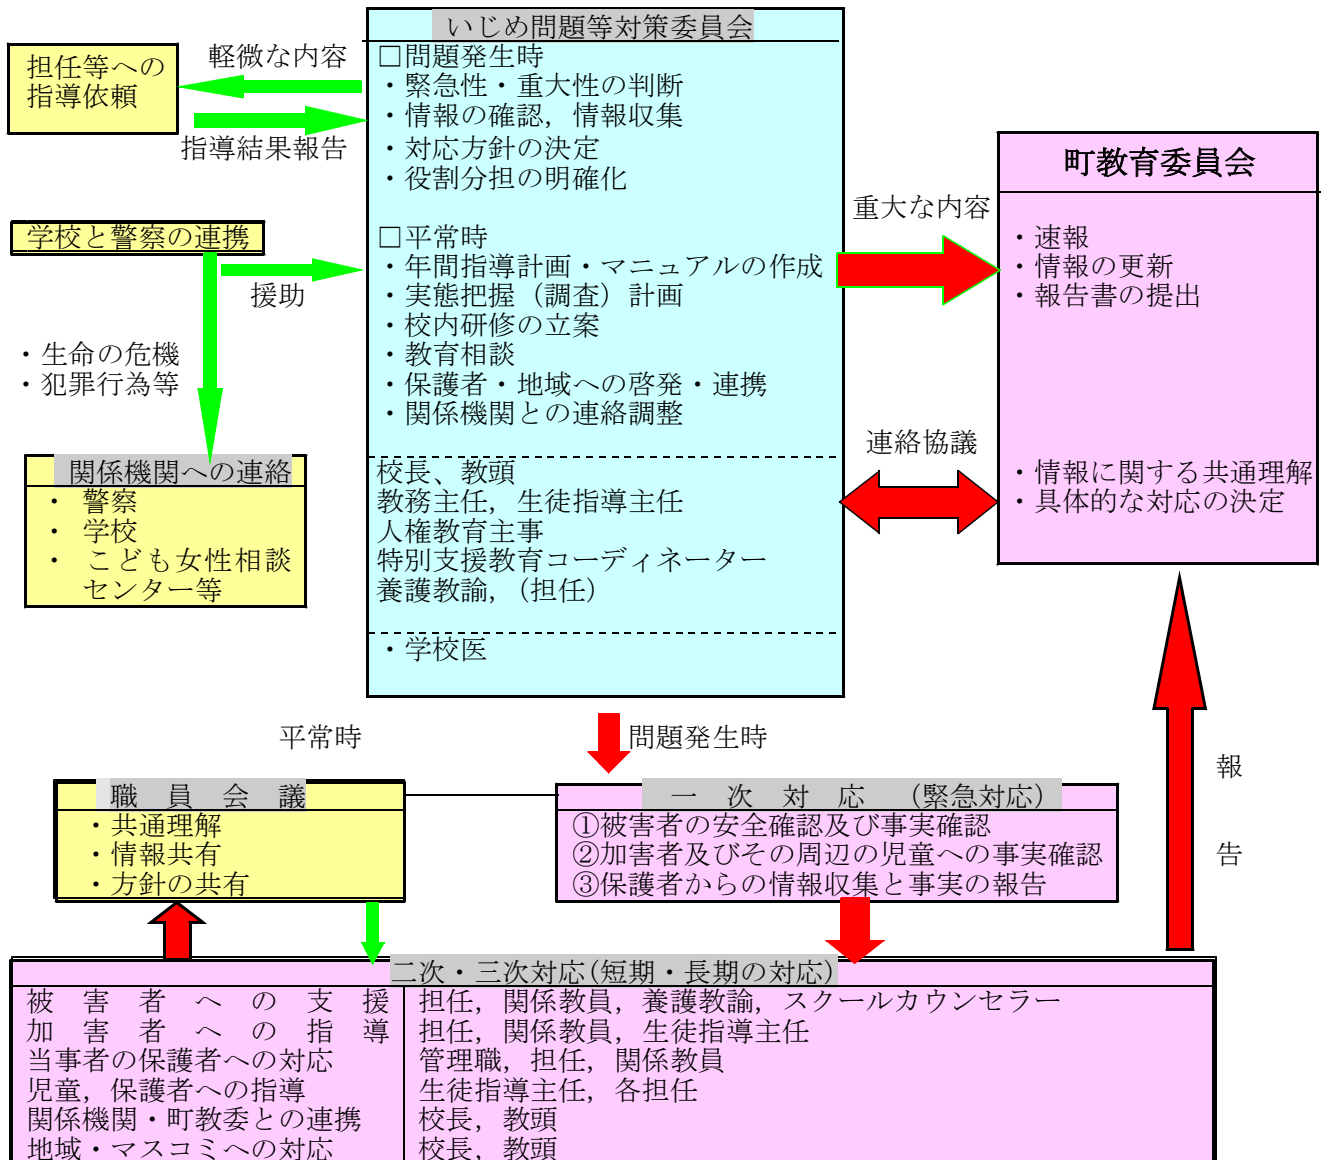 いじめ問題等対策委員会
□問題発生時
・緊急性・重大性の判断
・情報の確認，情報収集
・対応方針の決定
・役割分担の明確化
□平常時
・年間指導計画・マニュアルの作成
・実態把握（調査）計画
・校内研修の立案
・教育相談
・保護者・地域への啓発・連携
・関係機関との連絡調整
校長、教頭
教務主任，生徒指導主任
人権教育主事
特別支援教育コーディネーター
養護教諭，（担任）
・学校医
担任等への
指導依頼
軽微な内容
指導結果報告
学校と警察の連携
援助
・生命の危機
・犯罪行為等
関係機関への連絡
・ 警察
・ 学校
・ こども女性相談
センター等
重大な内容
連絡協議
町教育委員会
・速報
・情報の更新
・報告書の提出
・情報に関する共通理解
・具体的な対応の決定
報
告
平常時
問題発生時
職 員 会 議
・共通理解
・情報共有
・方針の共有
一 次 対 応 （緊急対応）
①被害者の安全確認及び事実確認
②加害者及びその周辺の児童への事実確認
③保護者からの情報収集と事実の報告
二次・三次対応(短期・長期の対応)
被 害 者 へ の 支 援 担任，関係教員，養護教諭，スクールカウンセラー
加 害 者 へ の 指 導 担任，関係教員，生徒指導主任
当事者の保護者への対応 管理職，担任，関係教員
児童，保護者への指導 生徒指導主任，各担任
関係機関・町教委との連携 校長，教頭
地域・マスコミへの対応 校長，教頭